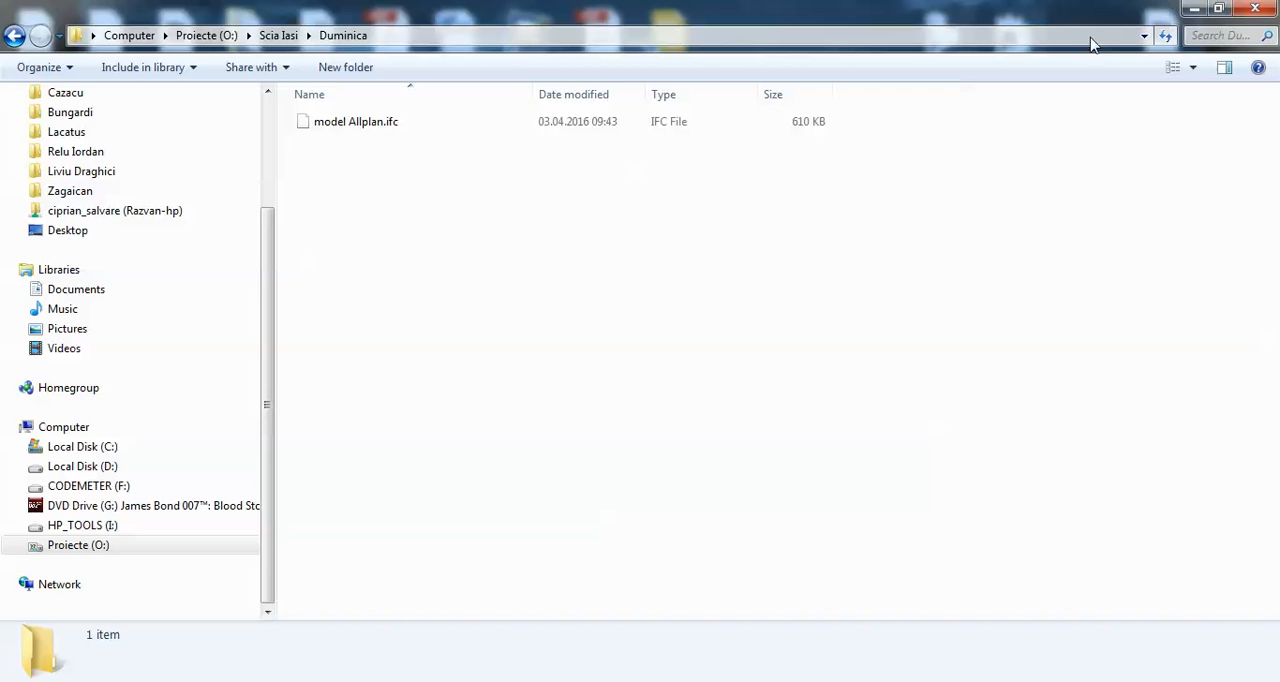 Computer Proiecte (O:) Scia Iasi Duminica Search Du...
Organize Include in library Share with New folder
Name Date modified Type Size
model Allplan.ifc 03.04.2016 09:43 IFC File 610 KB
Cazacu
Bungardi
Lacatus
Relu Iordan
Liviu Draghici
Zagaican
ciprian_salvare (Razvan-hp)
Desktop
Libraries
Documents
Music
Pictures
Videos
Homegroup
Computer
Local Disk (C:)
Local Disk (D:)
CODEMETER (F:)
DVD Drive (G:) James Bond 007™: Blood Sto
HP_TOOLS (I:)
Proiecte (O:)
Network
1 item